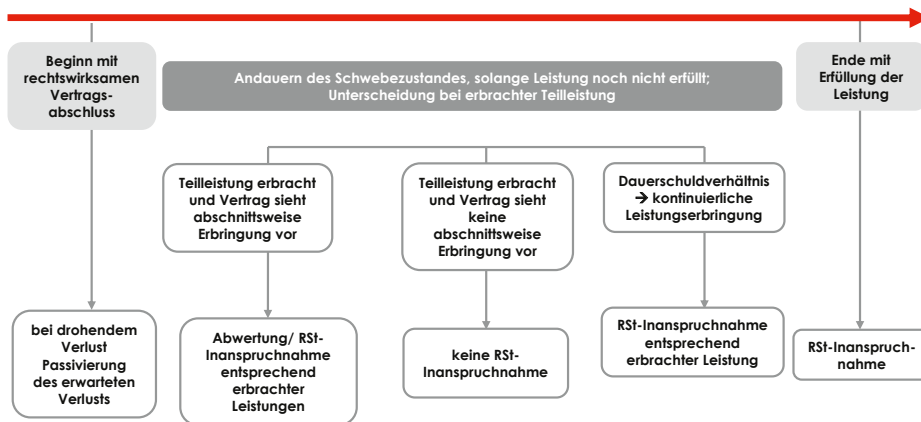 Beginn mit
rechtswirksamen
Vertrags-
abschluss
Andauern des Schwebezustandes, solange Leistung noch nicht erfüllt;
Unterscheidung bei erbrachter Teilleistung
Ende mit
Erfüllung der
Leistung
Teilleistung erbracht
und Vertrag sieht
abschnittsweise
Erbringung vor
Teilleistung erbracht
und Vertrag sieht
keine
abschnittsweise
Erbringung vor
Dauerschuldverhältnis
→ kontinuierliche
Leistungserbringung
bei drohendem
Verlust
Passivierung
des erwarteten
Verlusts
Abwertung/ RSt-
Inanspruchnahme
entsprechend
erbrachter
Leistungen
keine RSt-
Inanspruchnahme
RSt-Inanspruchnahme
entsprechend
erbrachter Leistung
RSt-Inanspruch-
nahme